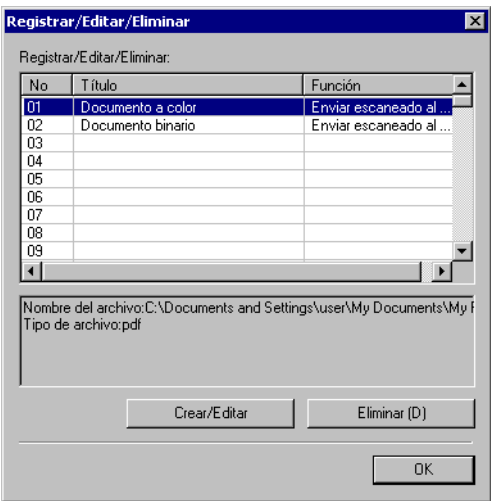 Registrar/Editar/Eliminar
Registrar/Editar/Eliminar:
No Título Función
01 Documento a color Enviar escaneado al ...
02 Documento binario Enviar escaneado al ...
03
04
05
06
07
08
09
Nombre del archivo:C:\Documents and Settings\user\My Documents\My
Tipo de archivo:pdf
Crear/Editar Eliminar (D)
OK